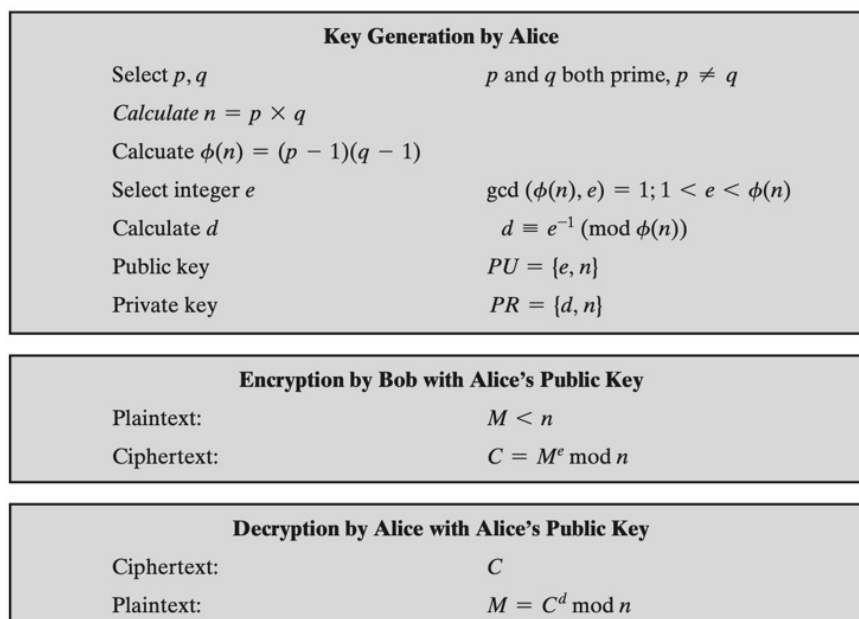 Key Generation by Alice
Select p, q p and q both prime, p ≠ q
Calculate n = p × q
Calcuate ϕ(n) = (p − 1)(q − 1)
Select integer e gcd (ϕ(n), e) = 1; 1 < e < ϕ(n)
Calculate d d ≡ e⁻¹ (mod ϕ(n))
Public key PU = {e, n}
Private key PR = {d, n}
Encryption by Bob with Alice’s Public Key
Plaintext: M < n
Ciphertext: C = Mᵉ mod n
Decryption by Alice with Alice’s Public Key
Ciphertext: C
Plaintext: M = Cᵈ mod n